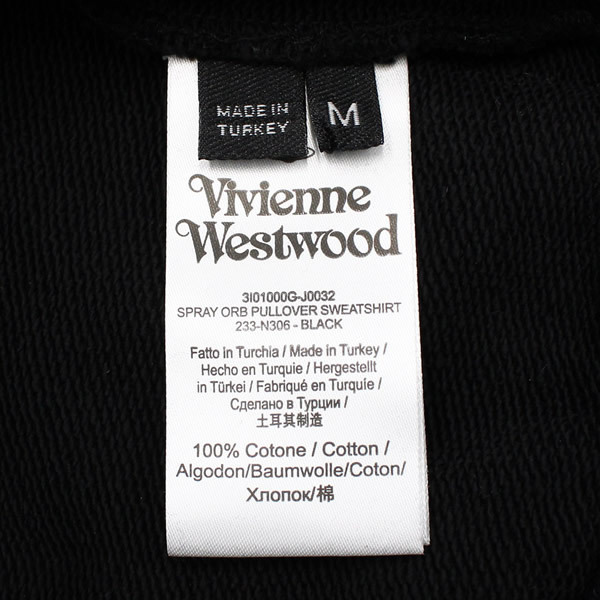 MADE IN
TURKEY
M
Vivienne
Westwood
3I01000G-J0032
SPRAY ORB PULLOVER SWEATSHIRT
233-N306 - BLACK
Fatto in Turchia / Made in Turkey /
Hecho en Turquie / Hergestellt
in Türkei / Fabriqué en Turquie /
Сделано в Турции /
土耳其制造
100% Cotone / Cotton /
Algodon/Baumwolle/Coton/
Хлопок/棉